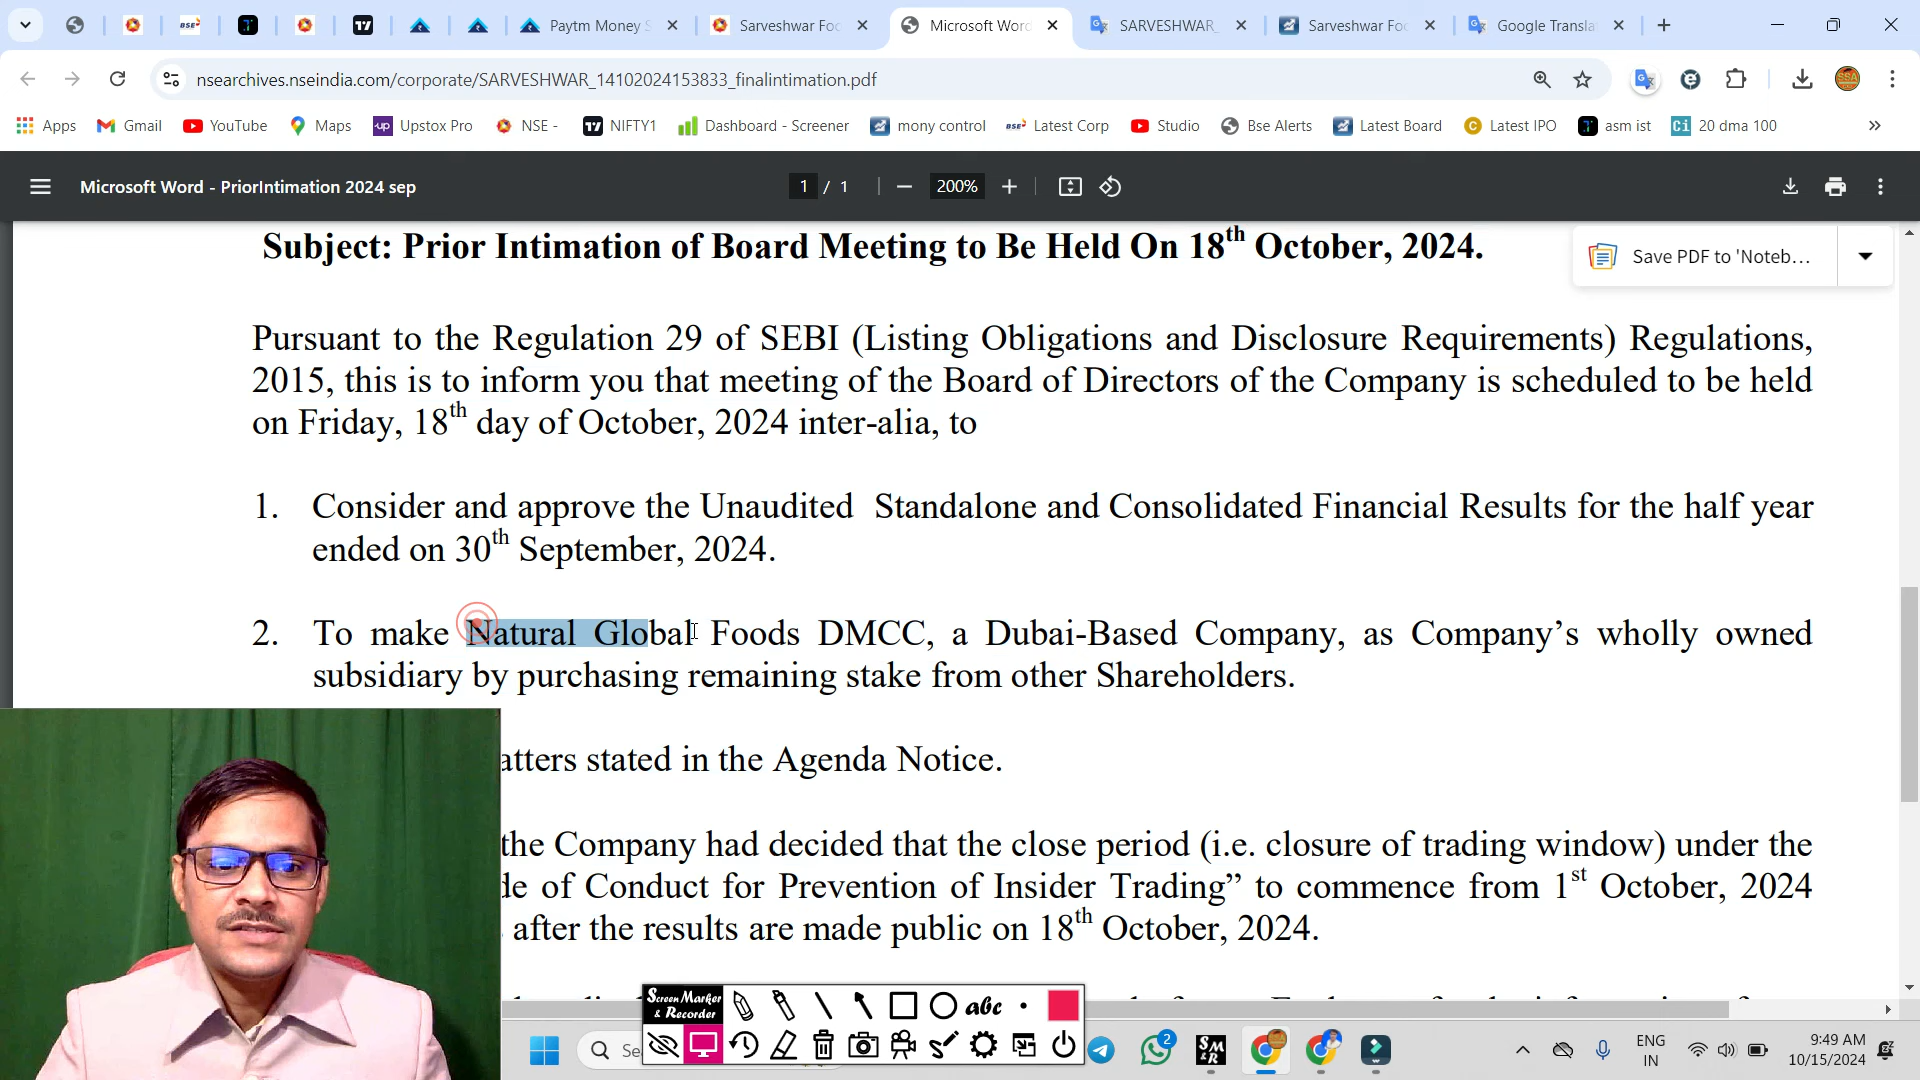 Paytm Money S
Sarveshwar Foo
Microsoft Word
SARVESHWAR_
Sarveshwar Foo
Google Transla
nsearchives.nseindia.com/corporate/SARVESHWAR_14102024153833_finalintimation.pdf
Apps
Gmail
YouTube
Maps
Upstox Pro
NSE -
NIFTY1
Dashboard - Screener
mony control
Latest Corp
Studio
Bse Alerts
Latest Board
Latest IPO
asm ist
20 dma 100
Microsoft Word - PriorIntimation 2024 sep
1 / 1
200%
Save PDF to 'Noteb...
Subject: Prior Intimation of Board Meeting to Be Held On 18th October, 2024.
Pursuant to the Regulation 29 of SEBI (Listing Obligations and Disclosure Requirements) Regulations,
2015, this is to inform you that meeting of the Board of Directors of the Company is scheduled to be held
on Friday, 18th day of October, 2024 inter-alia, to
1. Consider and approve the Unaudited Standalone and Consolidated Financial Results for the half year
ended on 30th September, 2024.
2. To make Natural Global Foods DMCC, a Dubai-Based Company, as Company’s wholly owned
subsidiary by purchasing remaining stake from other Shareholders.
atters stated in the Agenda Notice.
the Company had decided that the close period (i.e. closure of trading window) under the
de of Conduct for Prevention of Insider Trading” to commence from 1st October, 2024
after the results are made public on 18th October, 2024.
Screen Marker
& Recorder
abc
Se
2
SM
&R
ENG
IN
9:49 AM
10/15/2024